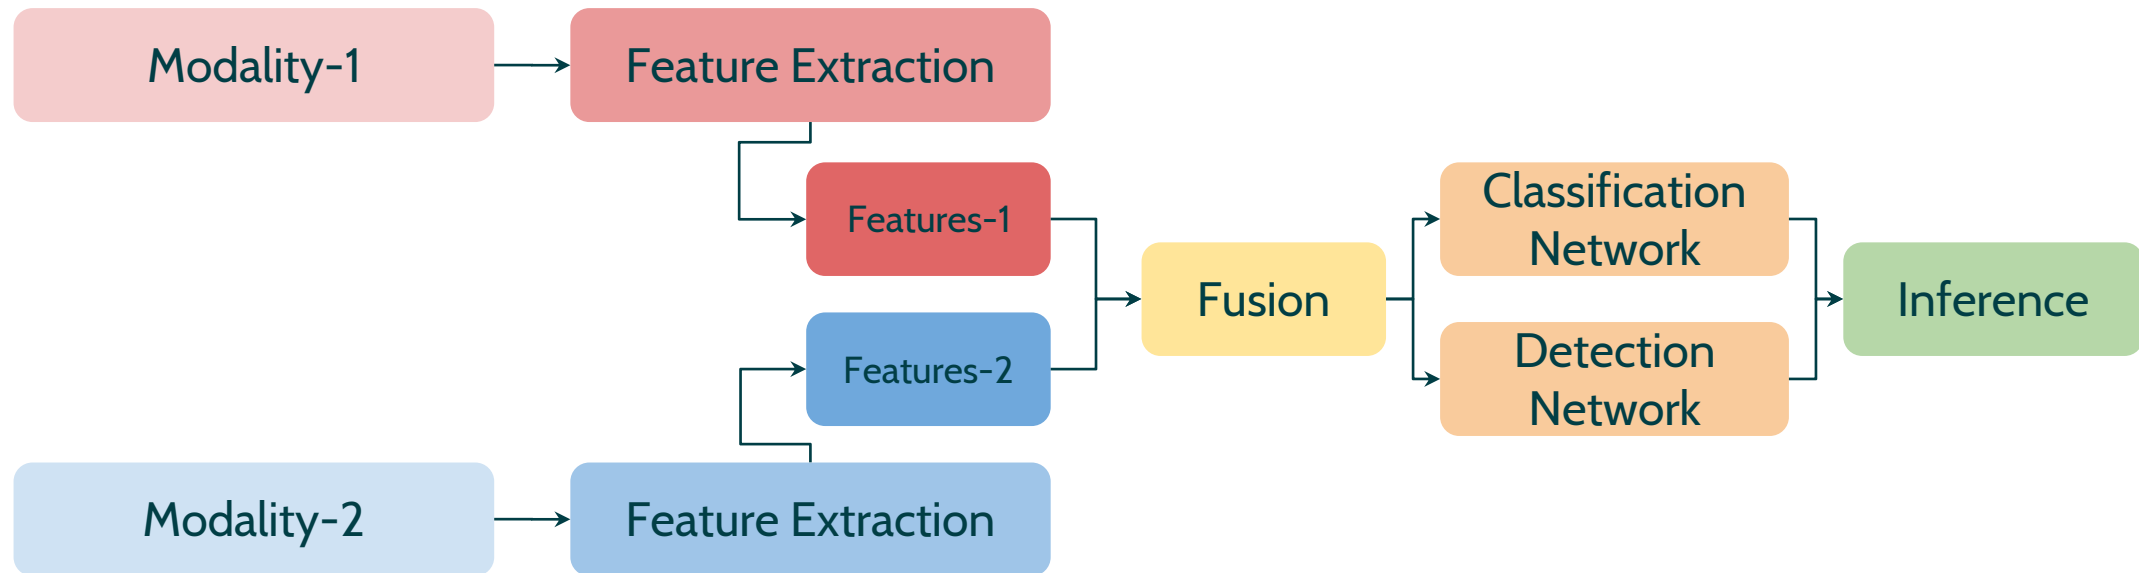 Modality-1
Feature Extraction
Features-1
Features-2
Modality-2
Feature Extraction
Fusion
Classification
Network
Detection
Network
Inference